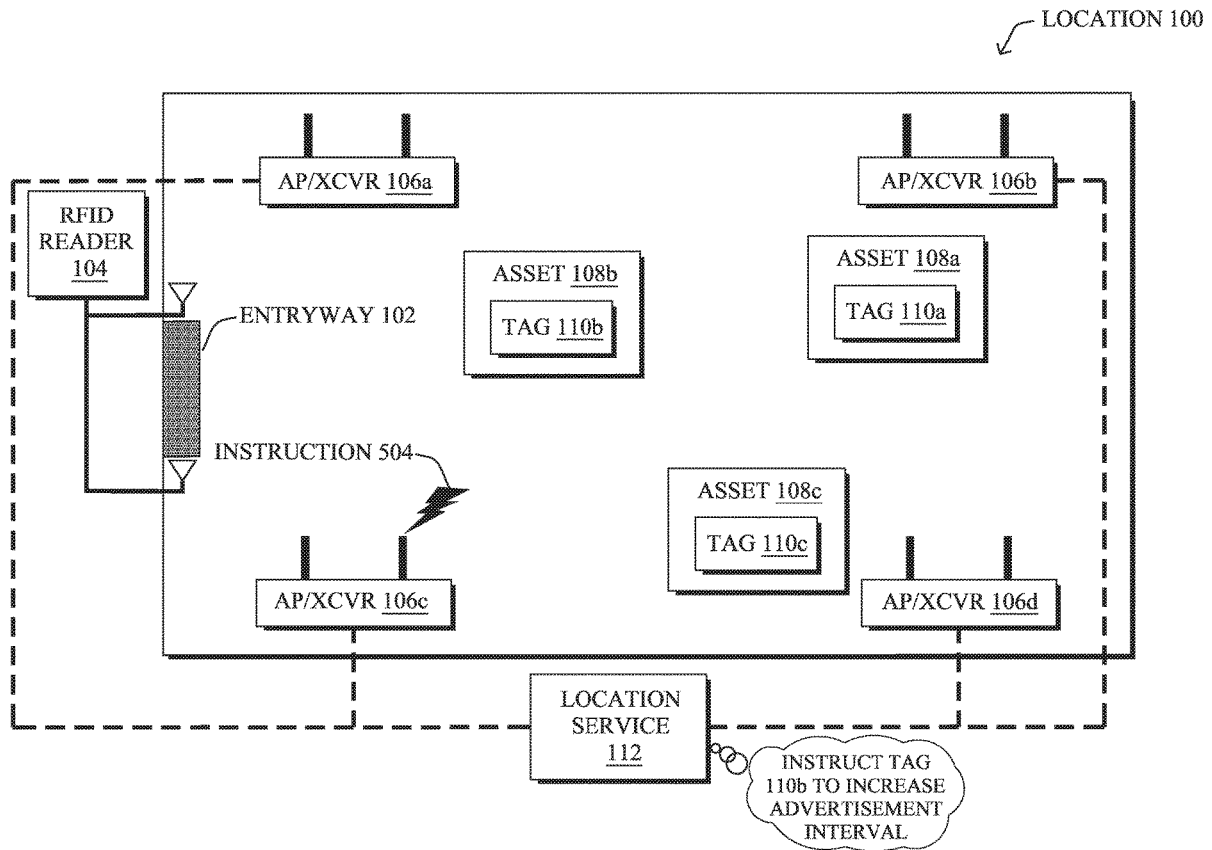 LOCATION 100
AP/XCVR 106a
AP/XCVR 106b
RFID
READER
104
ASSET 108b
TAG 110b
ASSET 108a
TAG 110a
ENTRYWAY 102
INSTRUCTION 504
ASSET 108c
TAG 110c
AP/XCVR 106c
AP/XCVR 106d
LOCATION
SERVICE
112
INSTRUCT TAG
110b TO INCREASE
ADVERTISEMENT
INTERVAL